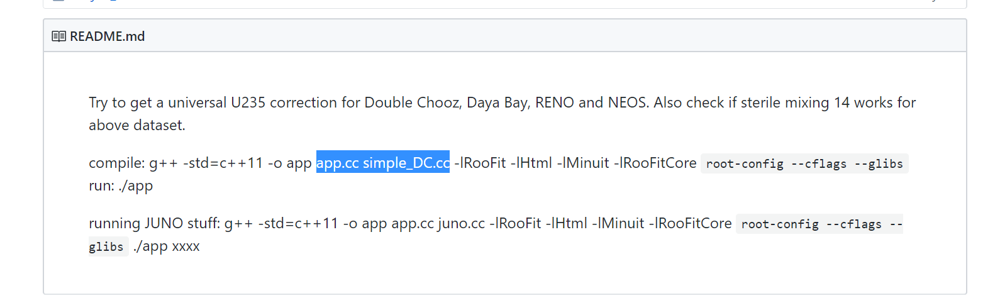 README.md
Try to get a universal U235 correction for Double Chooz, Daya Bay, RENO and NEOS. Also check if sterile mixing 14 works for
above dataset.
compile: g++ -std=c++11 -o app app.cc simple_DC.cc -lRooFit -lHtml -lMinuit -lRooFitCore root-config --cflags --glibs
run: ./app
running JUNO stuff: g++ -std=c++11 -o app app.cc juno.cc -lRooFit -lHtml -lMinuit -lRooFitCore root-config --cflags --
glibs ./app xxxx